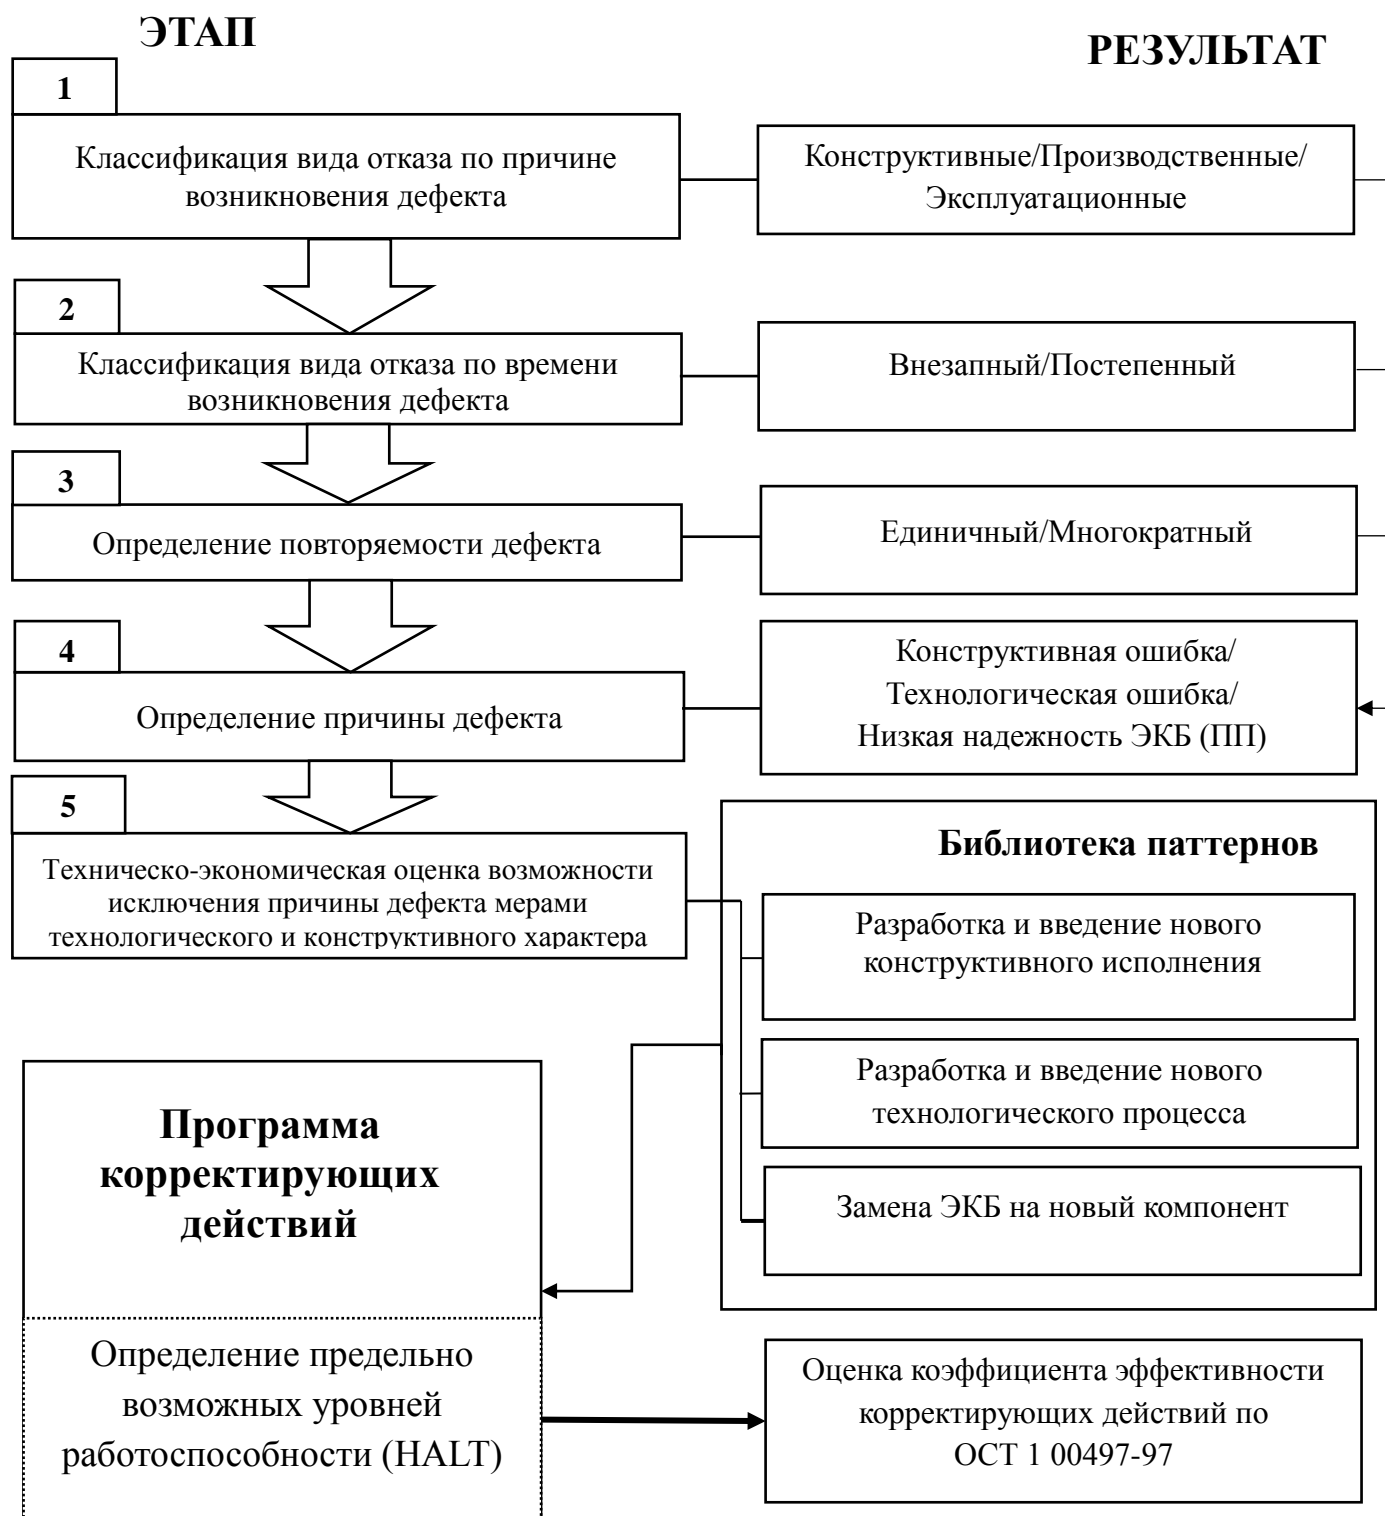 ЭТАП
РЕЗУЛЬТАТ
1
Классификация вида отказа по причине
возникновения дефекта
Конструктивные/Производственные/
Эксплуатационные
2
Классификация вида отказа по времени
возникновения дефекта
Внезапный/Постепенный
3
Определение повторяемости дефекта
Единичный/Многократный
4
Определение причины дефекта
Конструктивная ошибка/
Технологическая ошибка/
Низкая надежность ЭКБ (ПП)
5
Техническо-экономическая оценка возможности
исключения причины дефекта мерами
технологического и конструктивного характера
Библиотека паттернов
Разработка и введение нового
конструктивного исполнения
Разработка и введение нового
технологического процесса
Замена ЭКБ на новый компонент
Программа
корректирующих
действий
Определение предельно
возможных уровней
работоспособности (HALT)
Оценка коэффициента эффективности
корректирующих действий по
ОСТ 1 00497-97